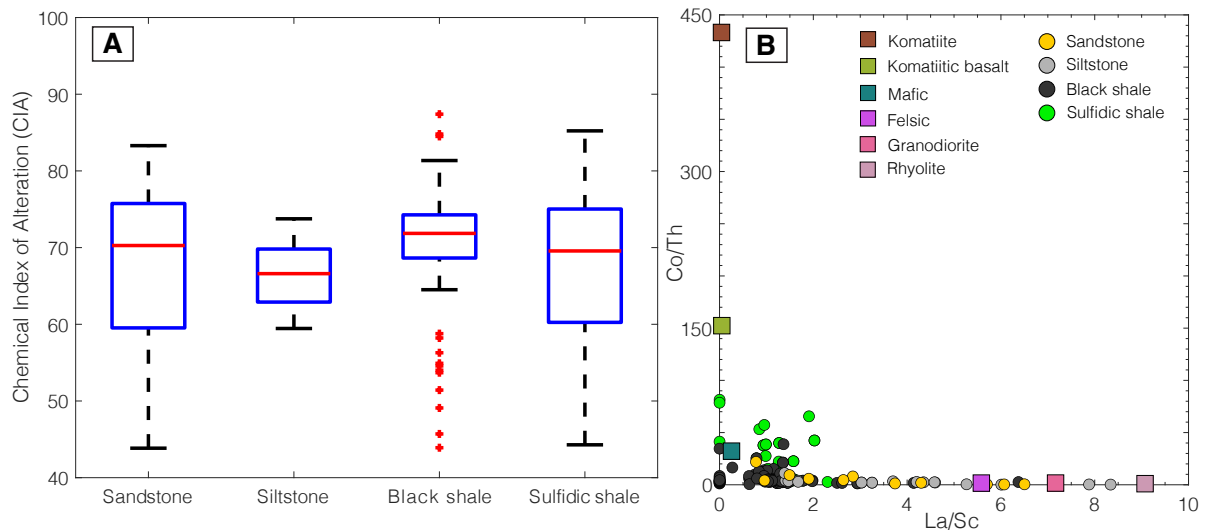 A
Chemical Index of Alteration (CIA)
100
90
80
70
60
50
40
Sandstone
Siltstone
Black shale
Sulfidic shale
B
Co/Th
450
300
150
0
Komatiite
Komatiitic basalt
Mafic
Felsic
Granodiorite
Rhyolite
Sandstone
Siltstone
Black shale
Sulfidic shale
0 2 4 6 8 10
La/Sc